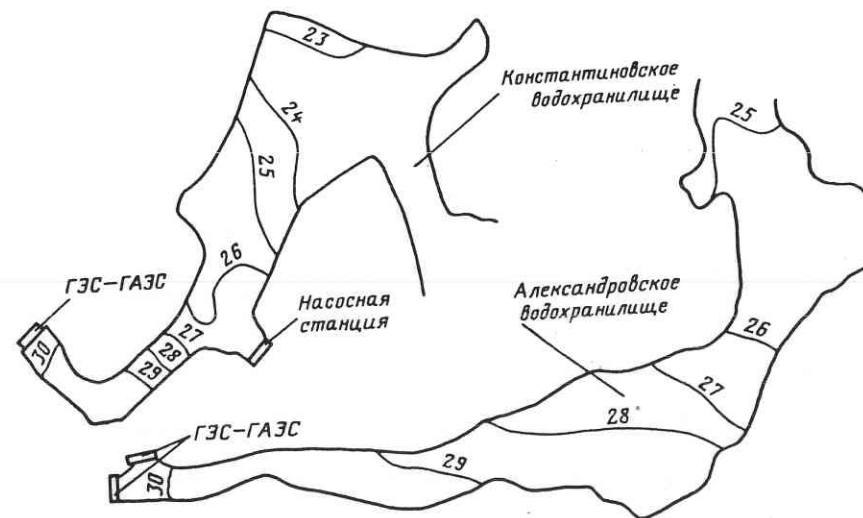 23
Константиновское
водохранилище
24
25
25
26
ГЭС–ГАЭС
Насосная
станция
Александровское
водохранилище
27
28
29
30
26
27
28
ГЭС–ГАЭС
29
30